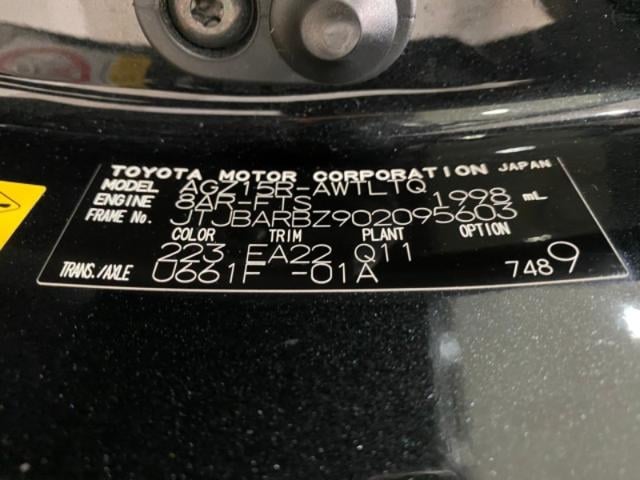 TOYOTA MOTOR CORPORATION JAPAN
MODEL AGZ15R-AWTLTQ
ENGINE 8AR-FTS 1998 mL
FRAME No. JTJBARBZ902095603
COLOR TRIM PLANT OPTION
223 EA22 Q11
TRANS./AXLE U661F -01A 7489